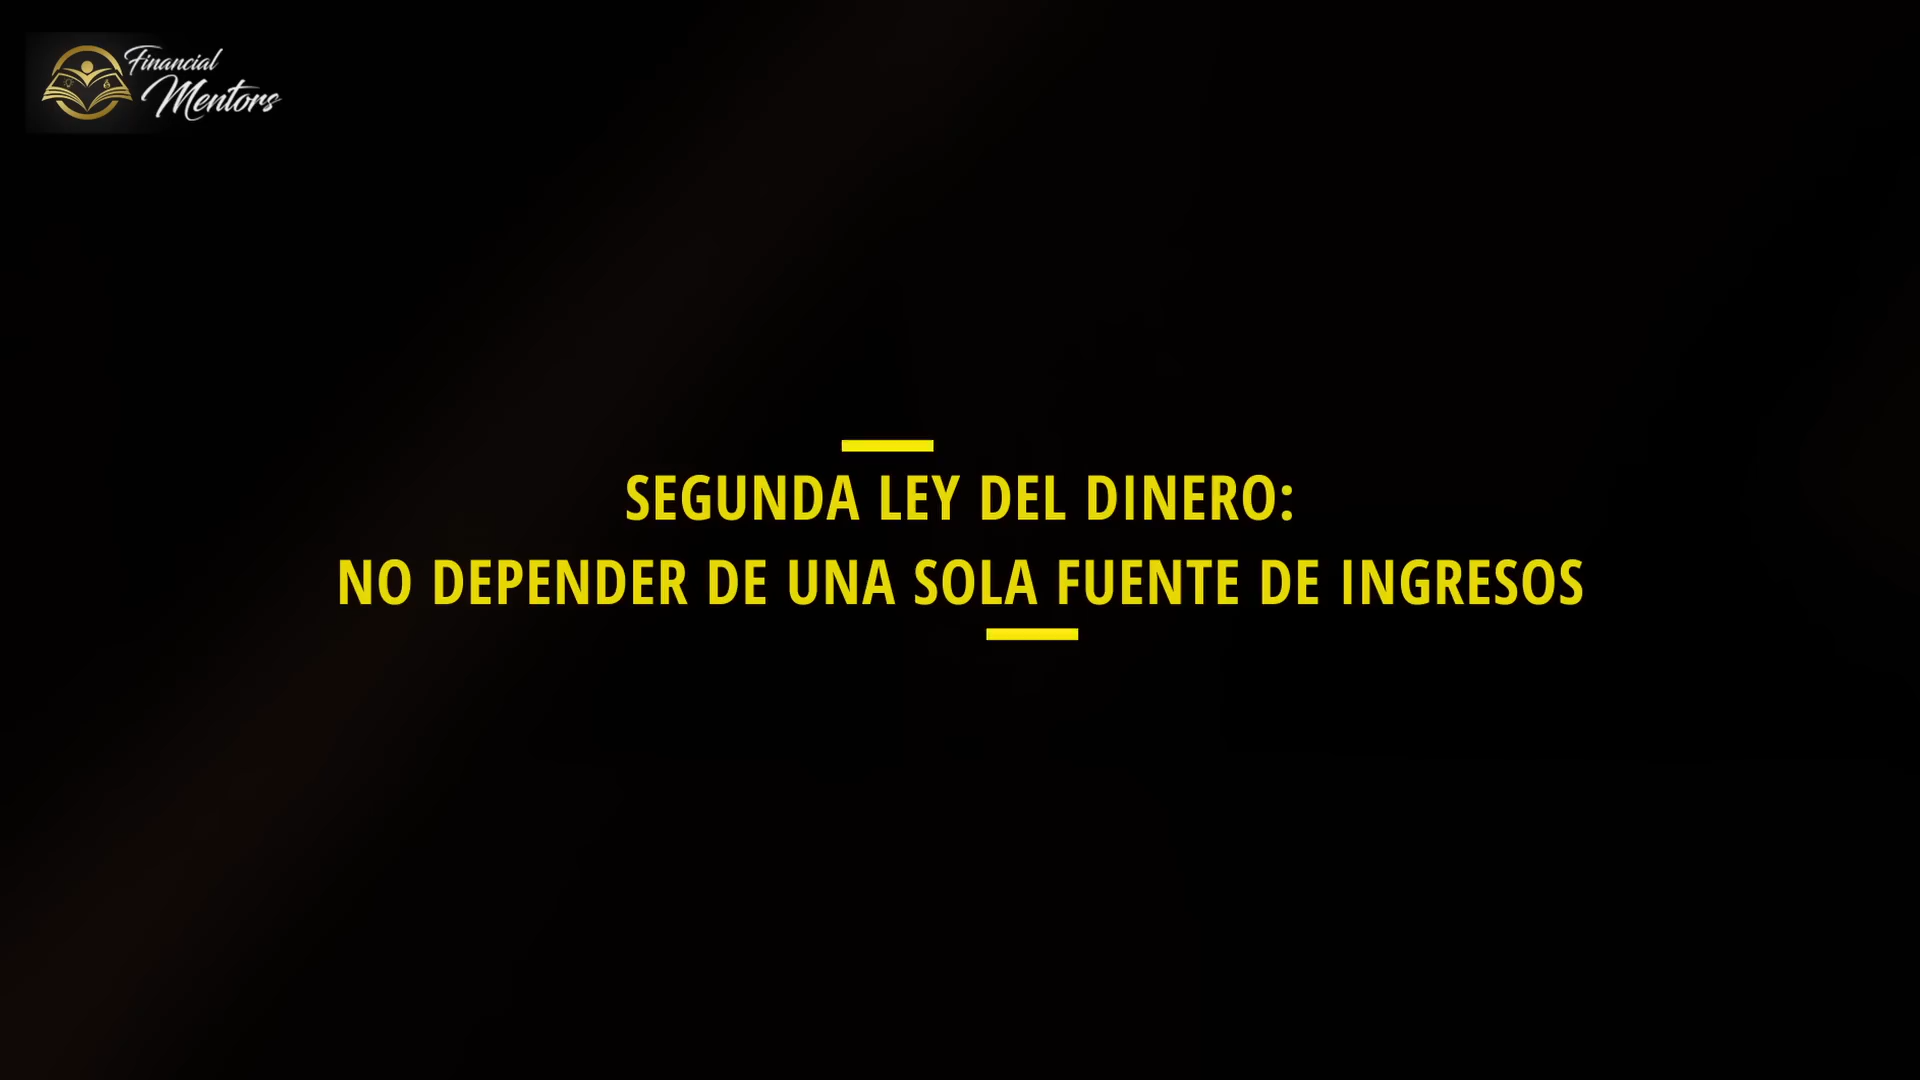 Financial
Mentors
SEGUNDA LEY DEL DINERO:
NO DEPENDER DE UNA SOLA FUENTE DE INGRESOS